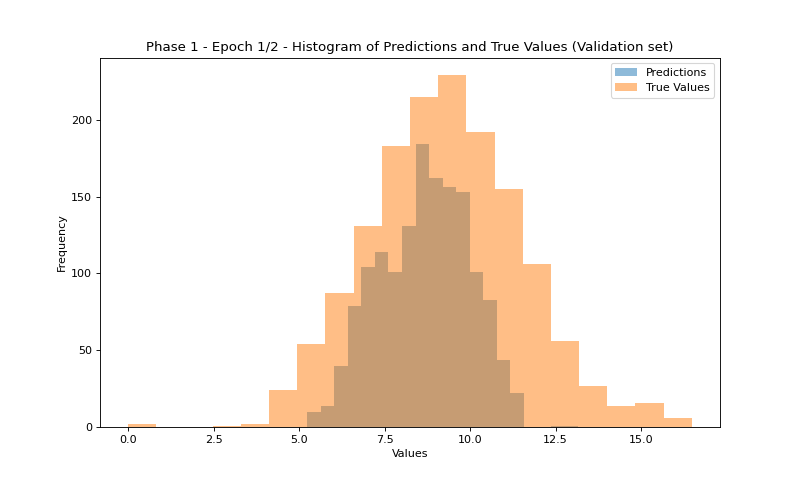 Phase 1 - Epoch 1/2 - Histogram of Predictions and True Values (Validation set)
Predictions
True Values
200
150
100
50
0
Frequency
0.0 2.5 5.0 7.5 10.0 12.5 15.0
Values